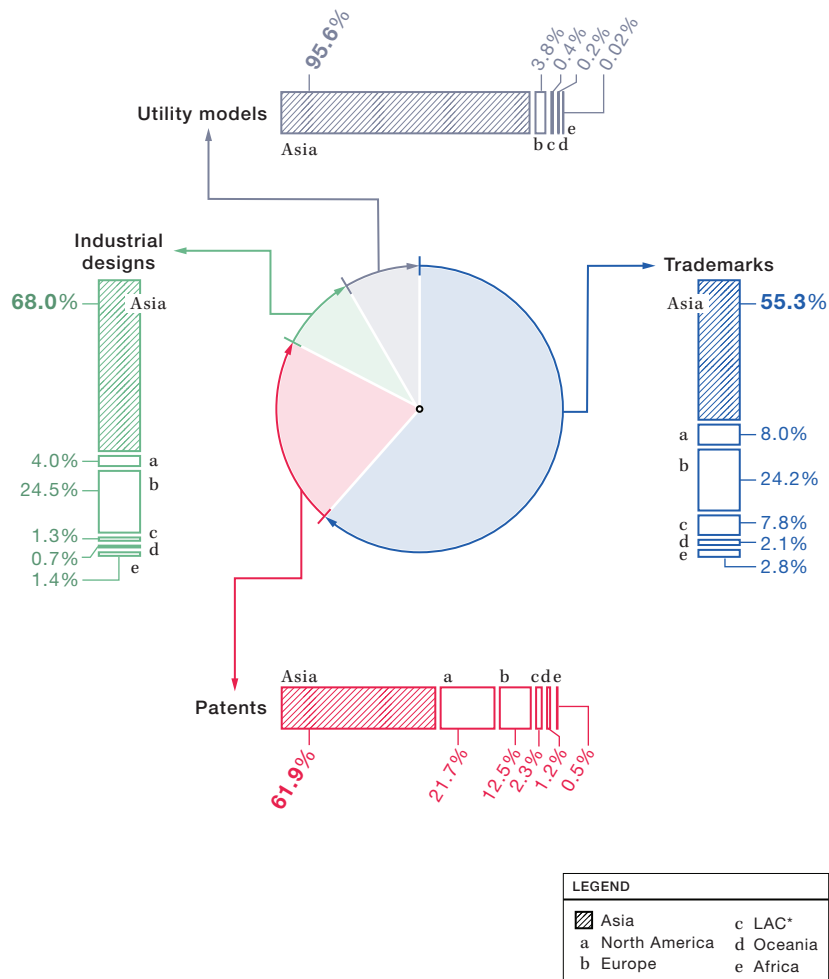 95.6%
3.8%
0.4%
0.2%
0.02%
Utility models
Asia
b c d
e
Industrial
designs
68.0%
Asia
4.0%
a
24.5%
b
1.3%
c
0.7%
d
1.4%
e
Trademarks
Asia
55.3%
a
8.0%
b
24.2%
c
7.8%
d
2.1%
e
2.8%
Asia
a
b
c d e
Patents
61.9%
21.7%
12.5%
2.3%
1.2%
0.5%
LEGEND
Asia
a North America
b Europe
c LAC*
d Oceania
e Africa